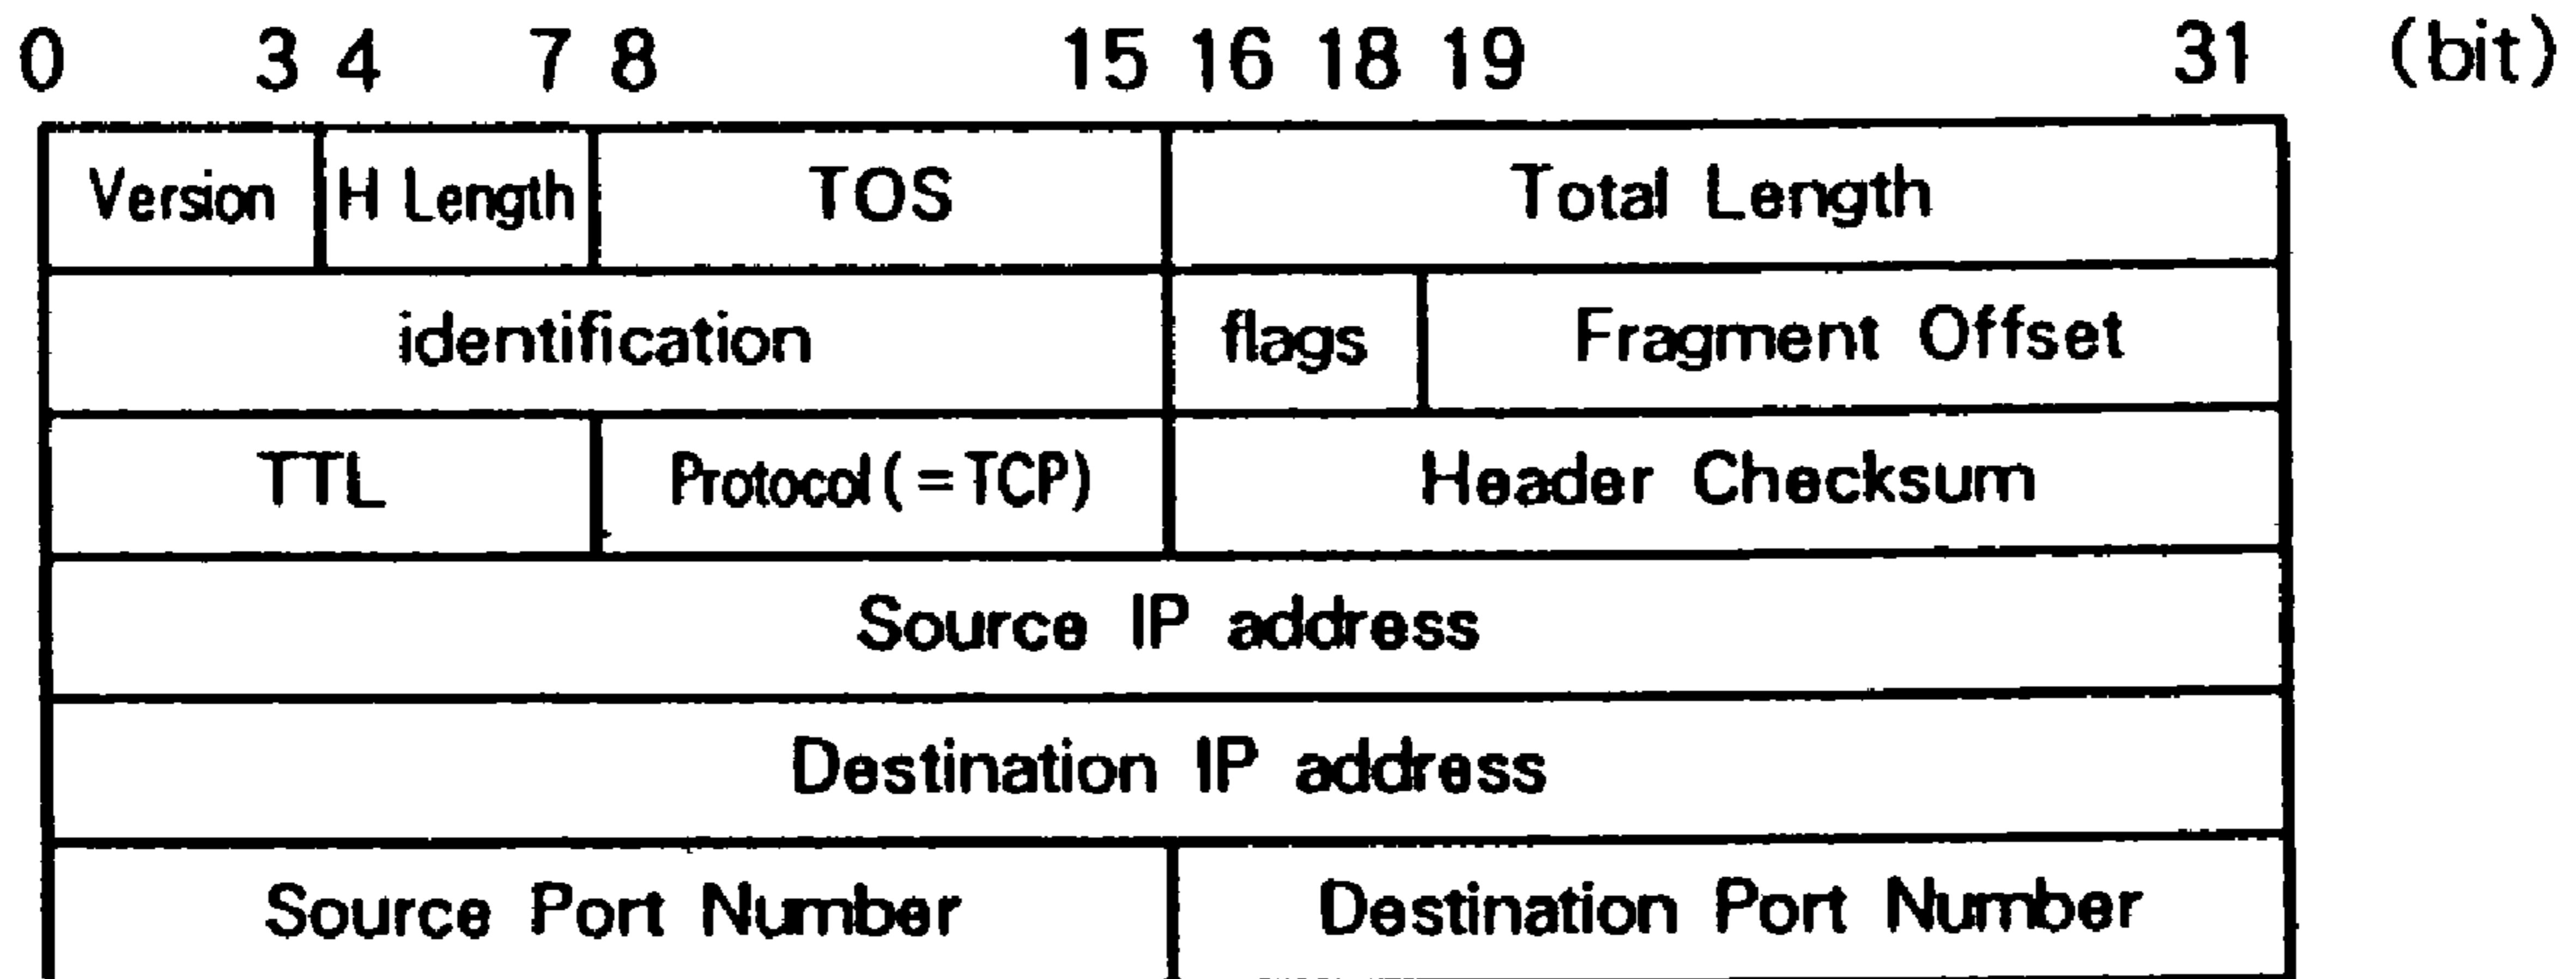 0 3 4 7 8 15 16 18 19 31 (bit)
Version H Length TOS Total Length
identification flags Fragment Offset
TTL Protocol(=TCP) Header Checksum
Source IP address
Destination IP address
Source Port Number Destination Port Number